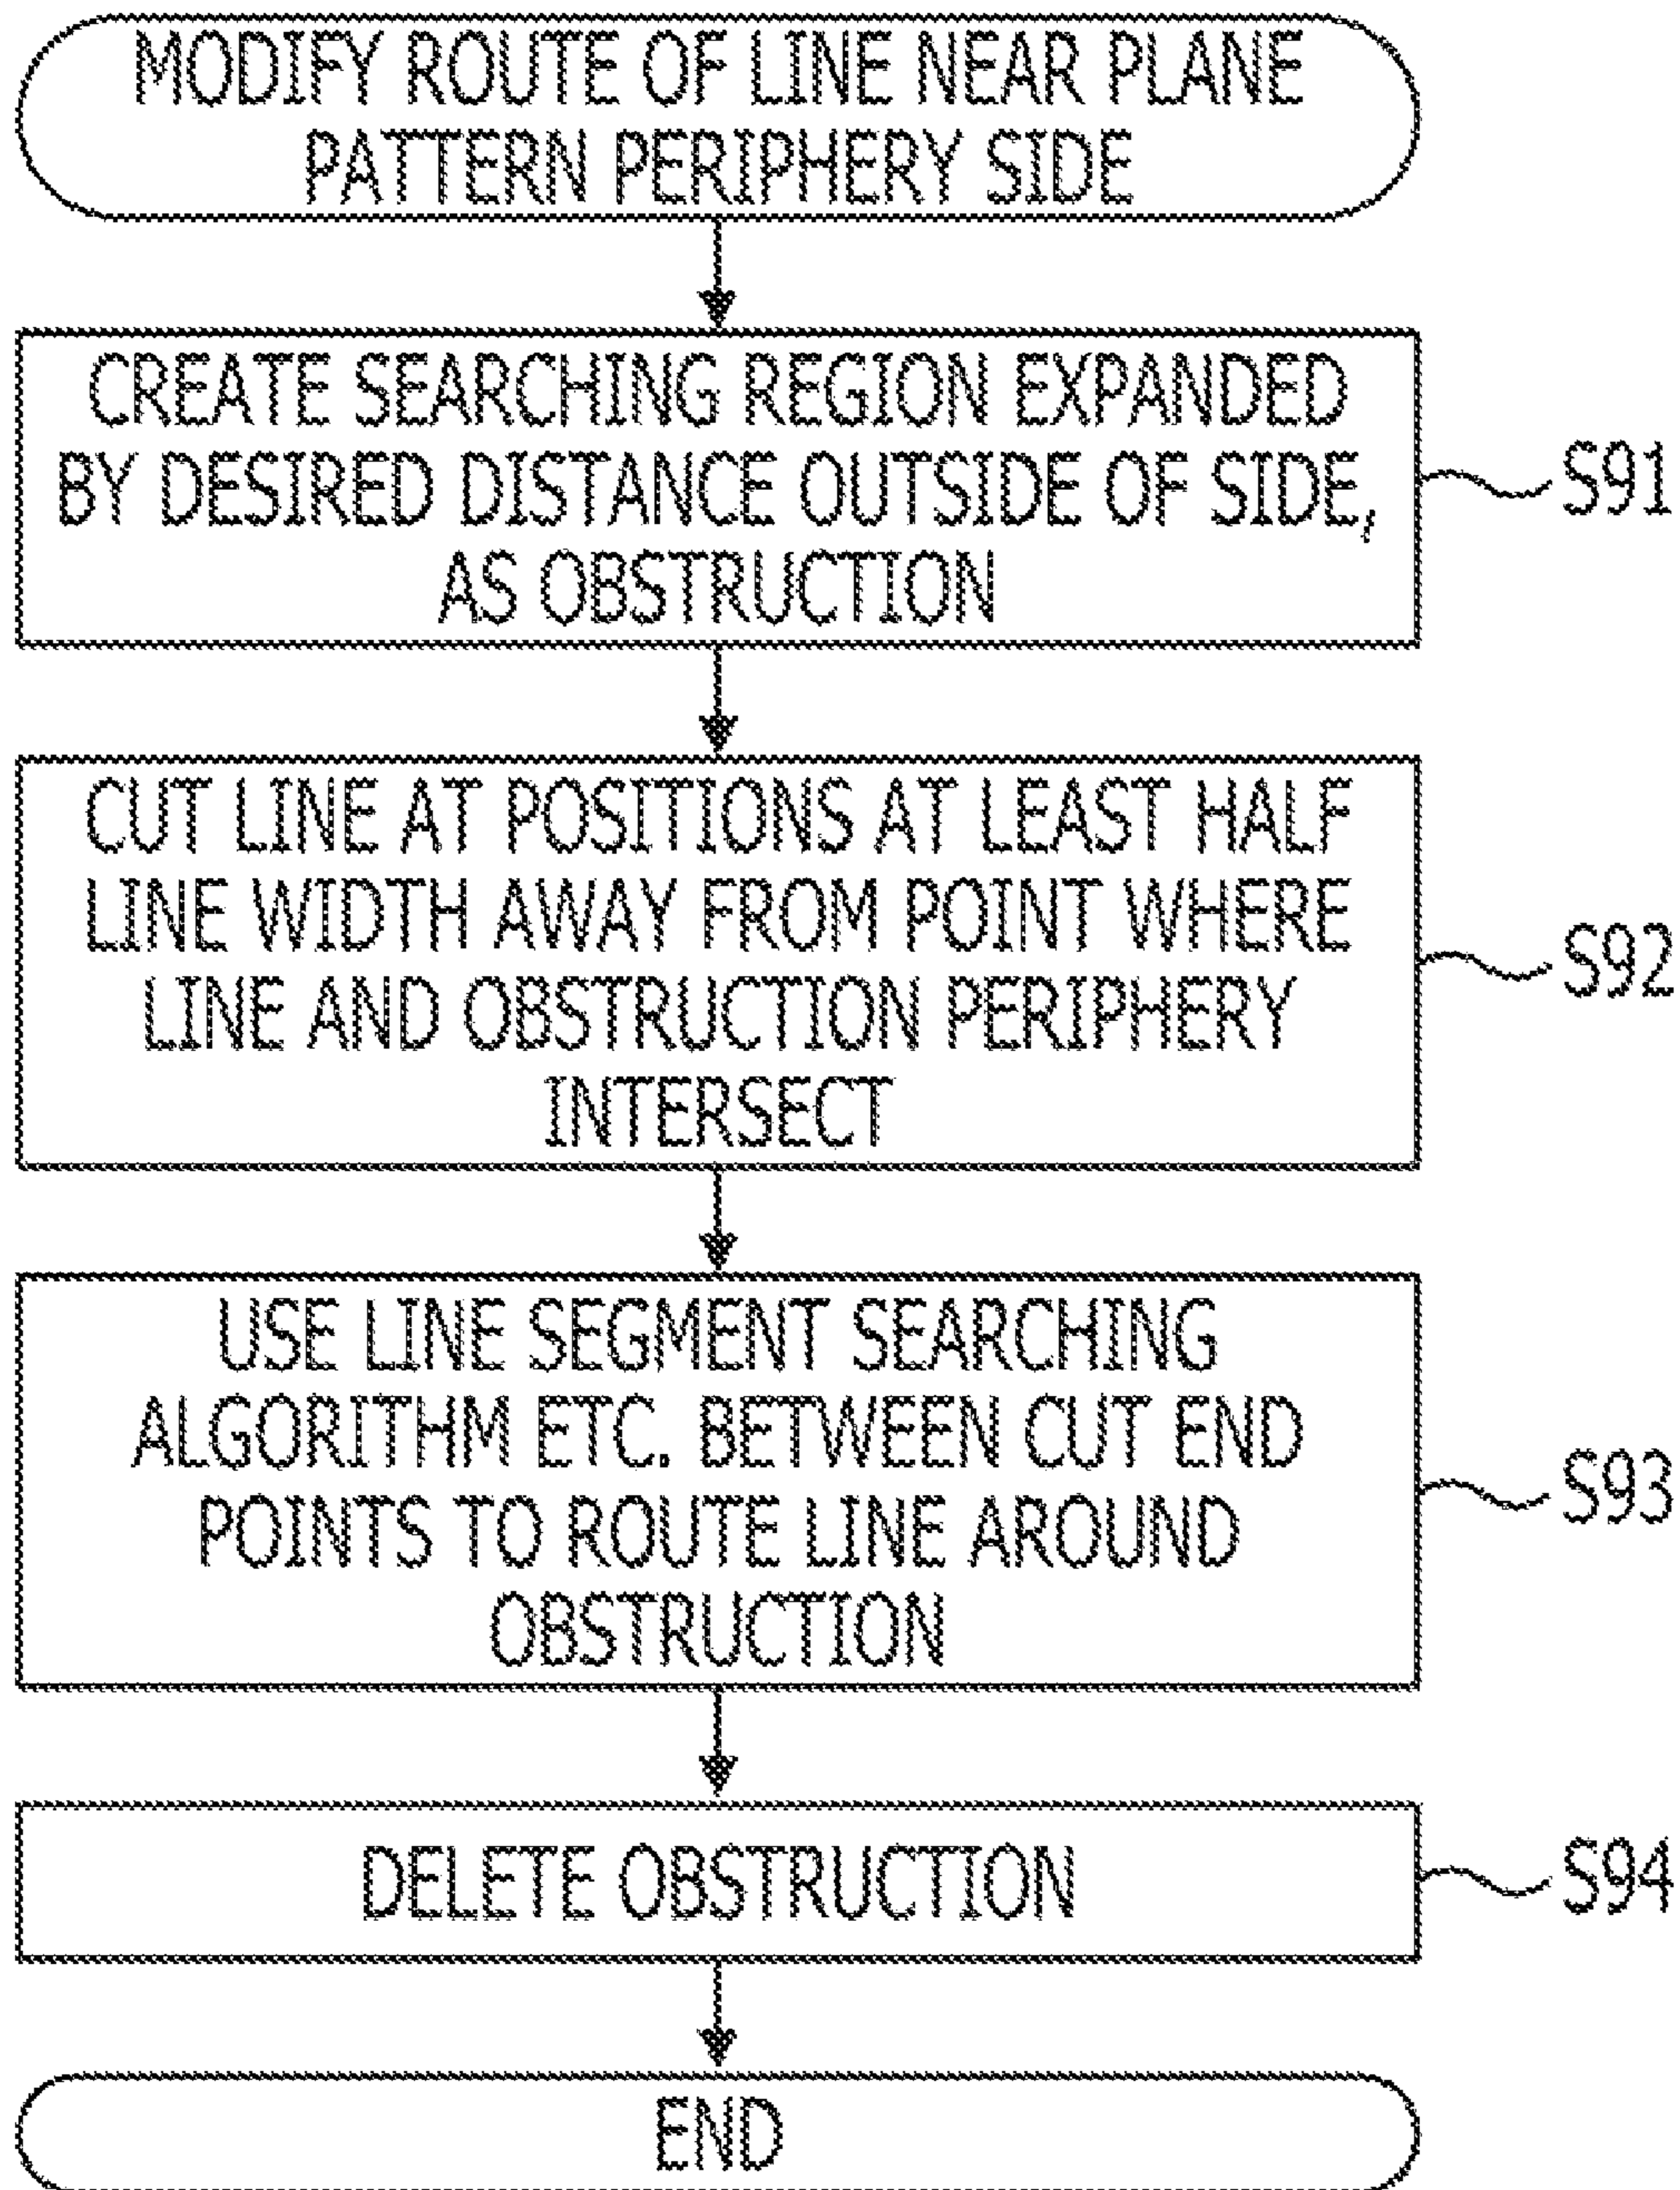 MODIFY ROUTE OF LINE NEAR PLANE
PATTERN PERIPHERY SIDE
CREATE SEARCHING REGION EXPANDED
BY DESIRED DISTANCE OUTSIDE OF SIDE,
AS OBSTRUCTION
S91
CUT LINE AT POSITIONS AT LEAST HALF
LINE WIDTH AWAY FROM POINT WHERE
LINE AND OBSTRUCTION PERIPHERY
INTERSECT
S92
USE LINE SEGMENT SEARCHING
ALGORITHM ETC. BETWEEN CUT END
POINTS TO ROUTE LINE AROUND
OBSTRUCTION
S93
DELETE OBSTRUCTION
S94
END